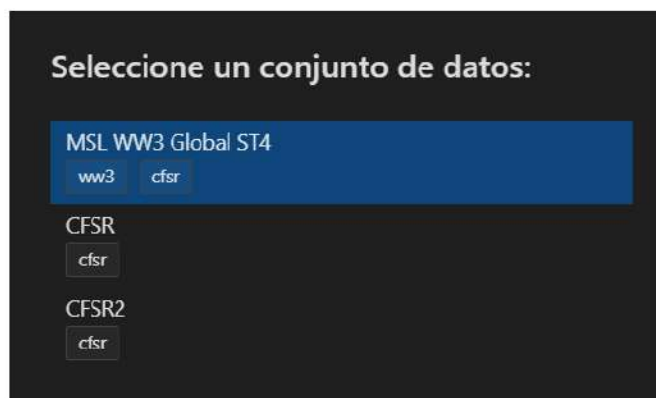 Seleccione un conjunto de datos:
MSL WW3 Global ST4
ww3 cfsr
CFSR
cfsr
CFSR2
cfsr